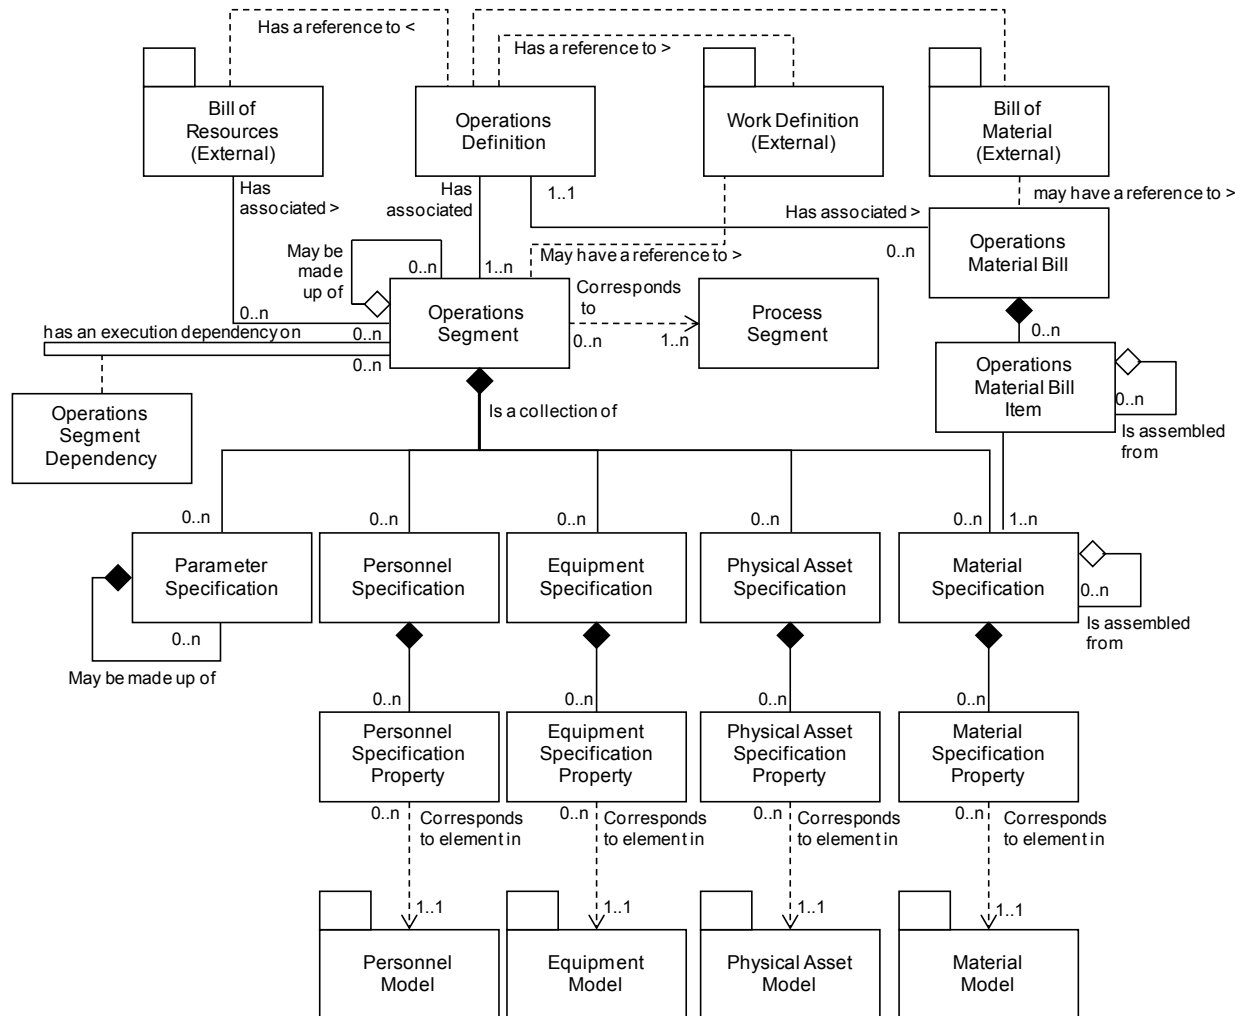 Has a reference to <
Has a reference to >
Bill of
Resources
(External)
Operations
Definition
Work Definition
(External)
Bill of
Material
(External)
Has
associated >
Has
associated
1..1
may have a reference to >
Has associated >
0..n
Operations
Material Bill
May be
made
up of
0..n
1..n
May have a reference to >
Corresponds
to
0..n
Operations
Segment
Process
Segment
0..n
1..n
has an execution dependency on
0..n
0..n
0..n
Operations
Material Bill
Item
0..n
Is assembled
from
Operations
Segment
Dependency
Is a collection of
0..n
0..n
0..n
0..n
0..n
1..n
Parameter
Specification
Personnel
Specification
Equipment
Specification
Physical Asset
Specification
Material
Specification
0..n
Is assembled
from
0..n
May be made up of
0..n
0..n
0..n
0..n
Personnel
Specification
Property
Equipment
Specification
Property
Physical Asset
Specification
Property
Material
Specification
Property
0..n
Corresponds
to element in
0..n
Corresponds
to element in
0..n
Corresponds
to element in
0..n
Corresponds
to element in
1..1
1..1
1..1
1..1
Personnel
Model
Equipment
Model
Physical Asset
Model
Material
Model